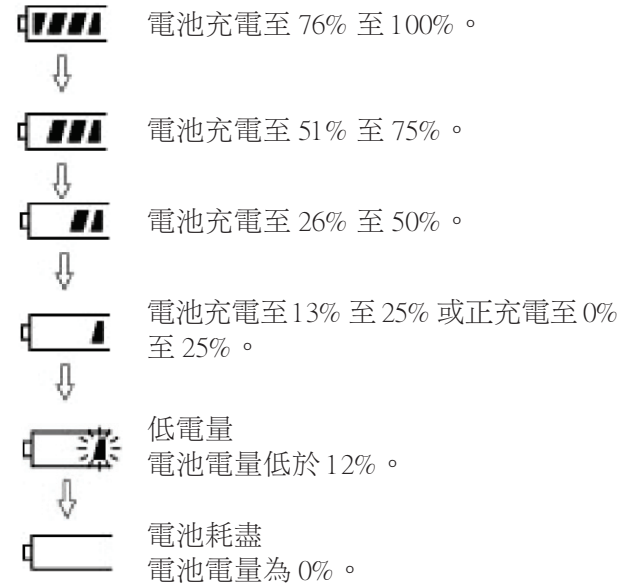 電池充電至 76% 至 100%。
電池充電至 51% 至 75%。
電池充電至 26% 至 50%。
電池充電至 13% 至 25% 或正充電至 0%
至 25%。
低電量
電池電量低於 12%。
電池耗盡
電池電量為 0%。